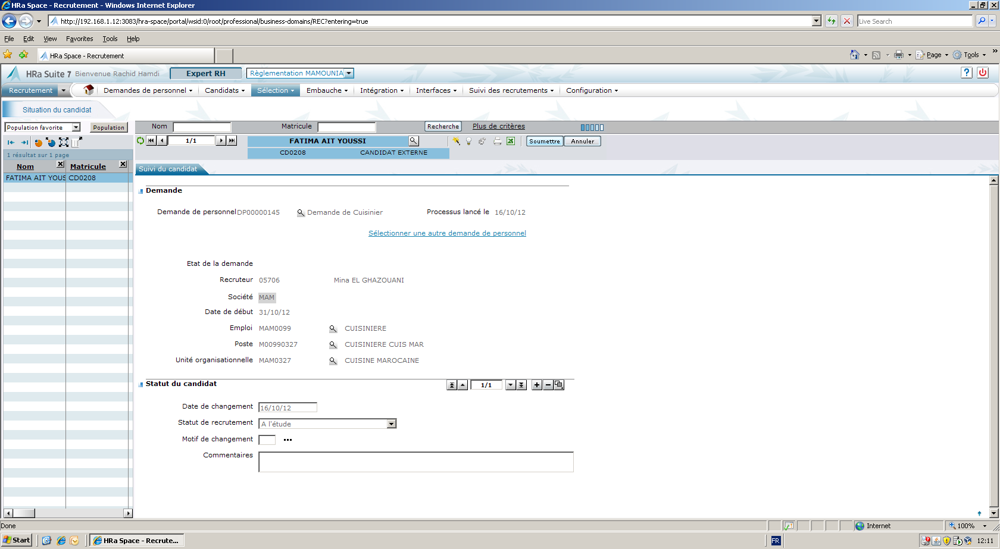 HRa Space - Recrutement - Windows Internet Explorer
http://192.168.1.12:3083/hra-space/portal/wsid:0/root/professional/business-domains/REC?entering=true
Live Search
File Edit View Favorites Tools Help
HRa Space - Recrutement
Page Tools »
HRa Suite 7 Bienvenue Rachid Hamdi Expert RH Règlementation MAMOUNIA ?
Recrutement Demandes de personnel Candidats Sélection Embauche Intégration Interfaces Suivi des recrutements Configuration
Situation du candidat
Population favorite Population Nom Matricule Recherche Plus de critères
1/1 FATIMA AIT YOUSSI Soumettre Annuler
CD0208 CANDIDAT EXTERNE
1 résultat sur 1 page
Nom Matricule
FATIMA AIT YOUS CD0208
Suivi du candidat
Demande
Demande de personnel DP00000145 Demande de Cuisinier Processus lancé le 16/10/12
Sélectionner une autre demande de personnel
Etat de la demande
Recruteur 05706 Mina EL GHAZOUANI
Société MAM
Date de début 31/10/12
Emploi MAM0099 CUISINIERE
Poste M00990327 CUISINIERE CUIS MAR
Unité organisationnelle MAM0327 CUISINE MAROCAINE
Statut du candidat 1/1
Date de changement 16/10/12
Statut de recrutement A l'étude
Motif de changement ...
Commentaires
Done Internet 100%
Start HRa Space - Recrute... FR 12:11